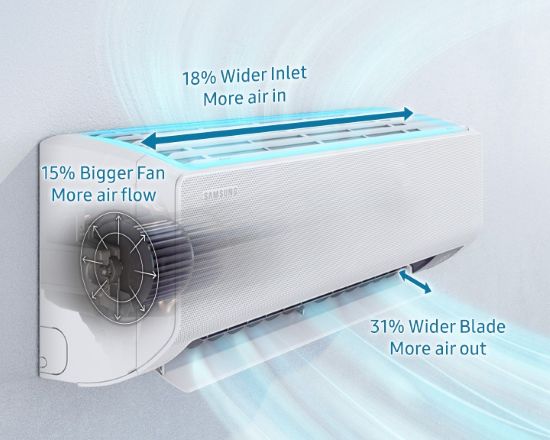 18% Wider Inlet
More air in
15% Bigger Fan
More air flow
SAMSUNG
31% Wider Blade
More air out